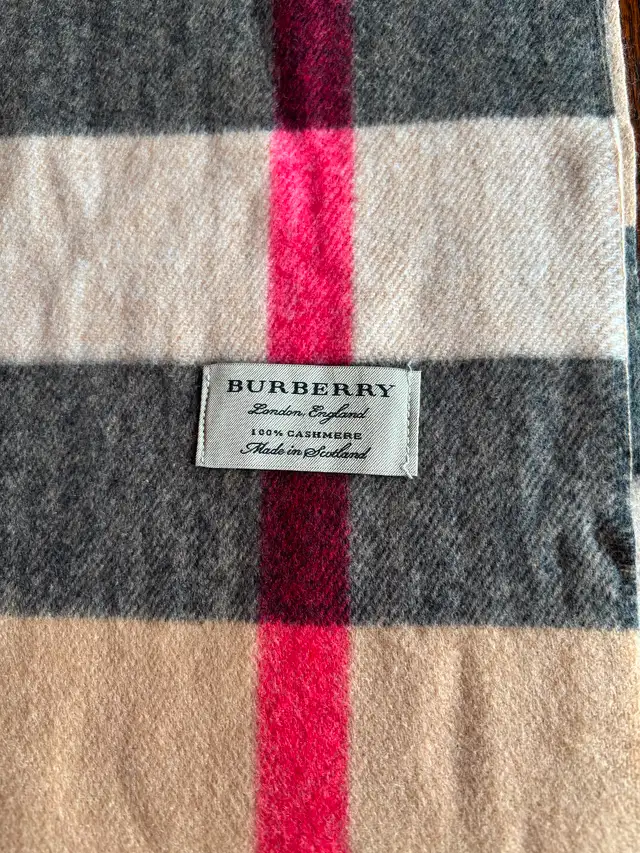 BURBERRY
London, England
100% CASHMERE
Made in Scotland